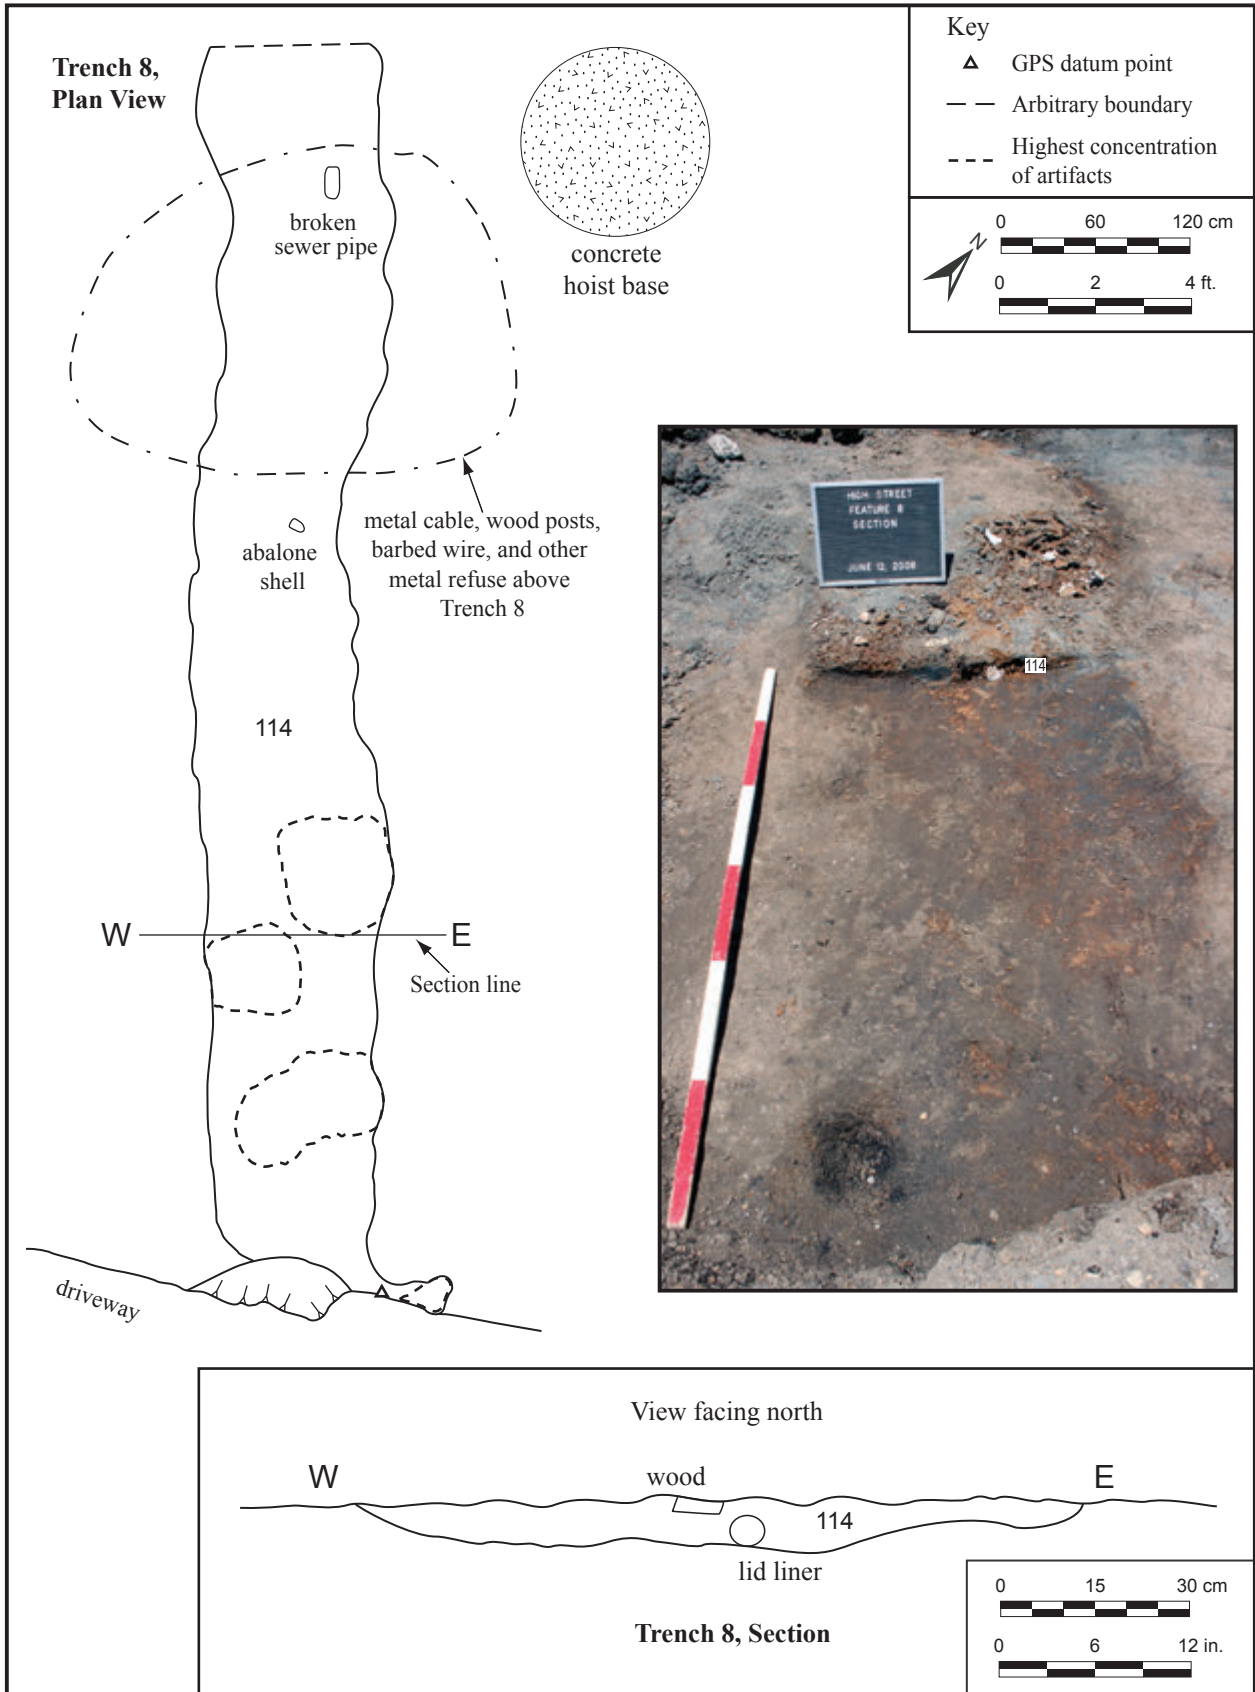 Trench 8,
Plan View
broken
sewer pipe
concrete
hoist base
Key
GPS datum point
Arbitrary boundary
Highest concentration
of artifacts
N
0 60 120 cm
0 2 4 ft.
metal cable, wood posts,
barbed wire, and other
metal refuse above
Trench 8
abalone
shell
114
W E
Section line
driveway
HIGH STREET
FEATURE 8
SECTION
JUNE 12, 2008
114
View facing north
W E
wood
114
lid liner
Trench 8, Section
0 15 30 cm
0 6 12 in.